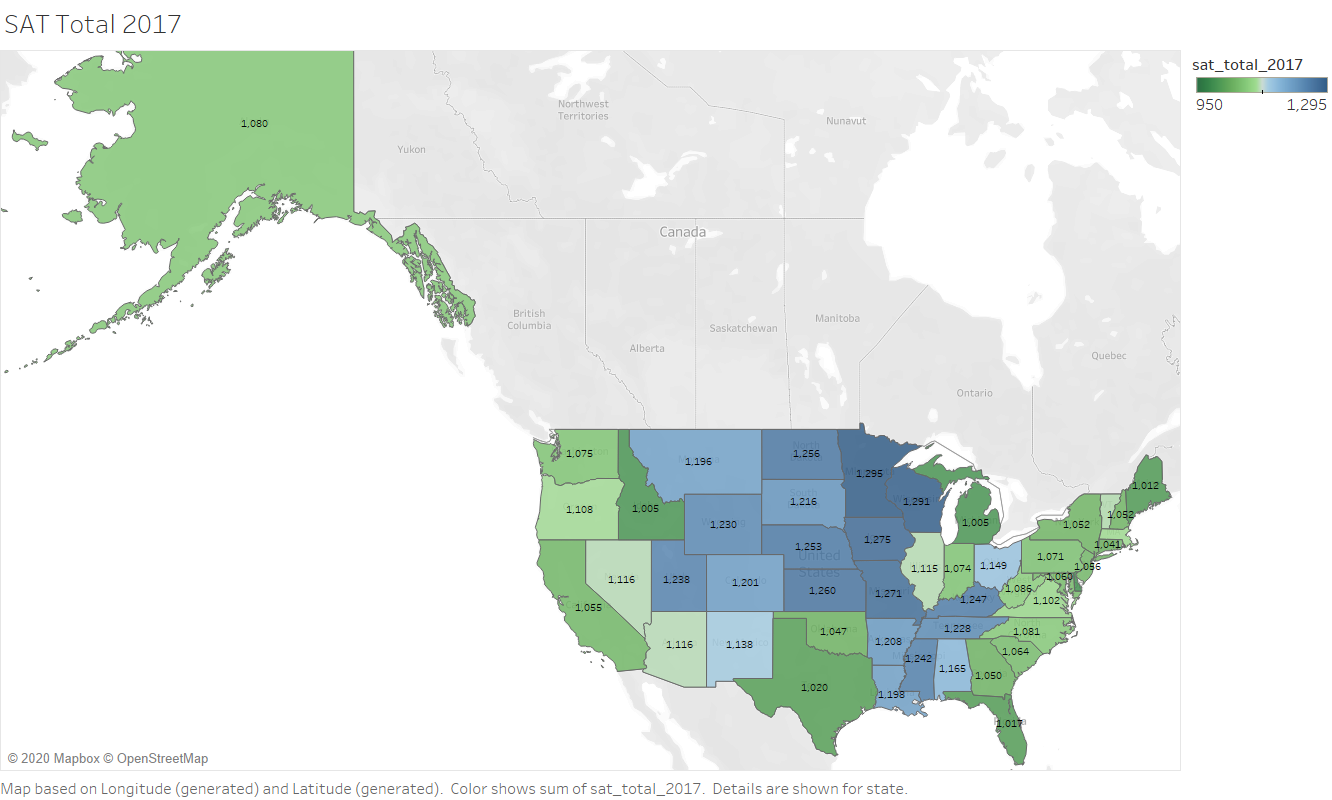 SAT Total 2017
sat_total_2017
950 1,295
1,080
Northwest
Territories
Nunavut
Yukon
Canada
British
Columbia
Saskatchewan
Manitoba
Alberta
Quebec
Ontario
1,075
1,196
1,256
1,295
1,012
1,108
1,005
1,216
1,291
1,005
1,052
1,052
1,230
1,275
1,041
1,253
United
States
1,071
1,056
1,116
1,238
1,201
1,260
1,271
1,115
1,074
1,149
1,060
1,086
1,102
1,055
1,247
1,116
1,138
1,047
1,208
1,228
1,081
1,064
1,242
1,165
1,050
1,020
1,198
1,017
© 2020 Mapbox © OpenStreetMap
Map based on Longitude (generated) and Latitude (generated).  Color shows sum of sat_total_2017.  Details are shown for state.